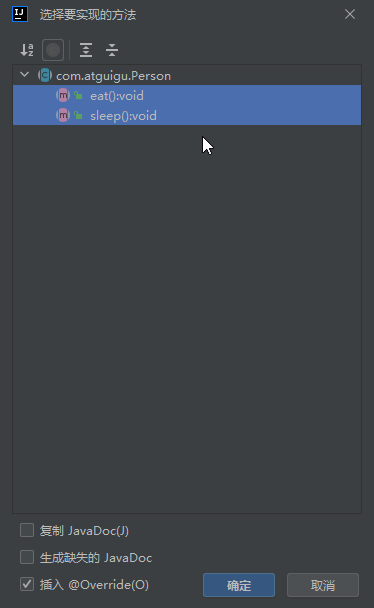 选择要实现的方法
com.atguigu.Person
eat():void
sleep():void
复制 JavaDoc(J)
生成缺失的 JavaDoc
插入 @Override(O)
确定
取消